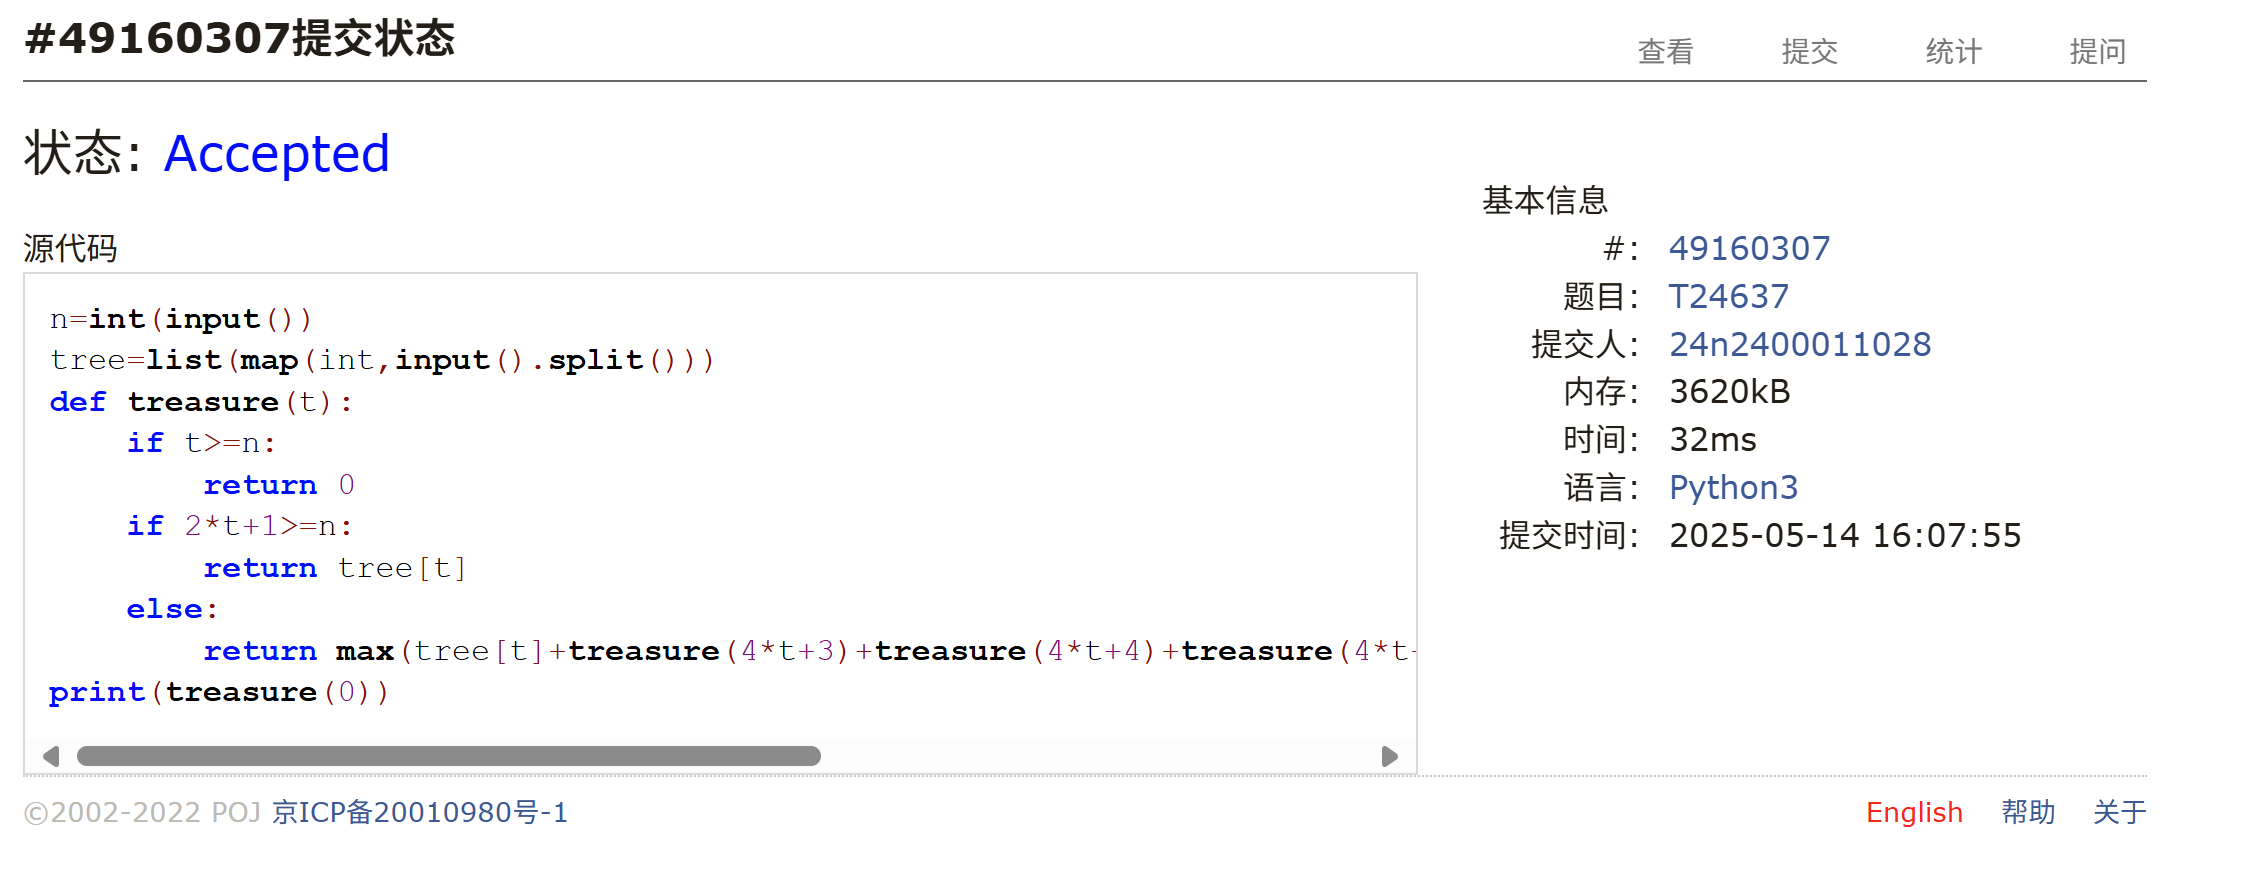 #49160307提交状态
查看 提交 统计 提问
状态: Accepted
源代码
n=int(input())
tree=list(map(int,input().split()))
def treasure(t):
    if t>=n:
        return 0
    if 2*t+1>=n:
        return tree[t]
    else:
        return max(tree[t]+treasure(4*t+3)+treasure(4*t+4)+treasure(4*t
print(treasure(0))
基本信息
#: 49160307
题目: T24637
提交人: 24n2400011028
内存: 3620kB
时间: 32ms
语言: Python3
提交时间: 2025-05-14 16:07:55
©2002-2022 POJ 京ICP备20010980号-1
English 帮助 关于